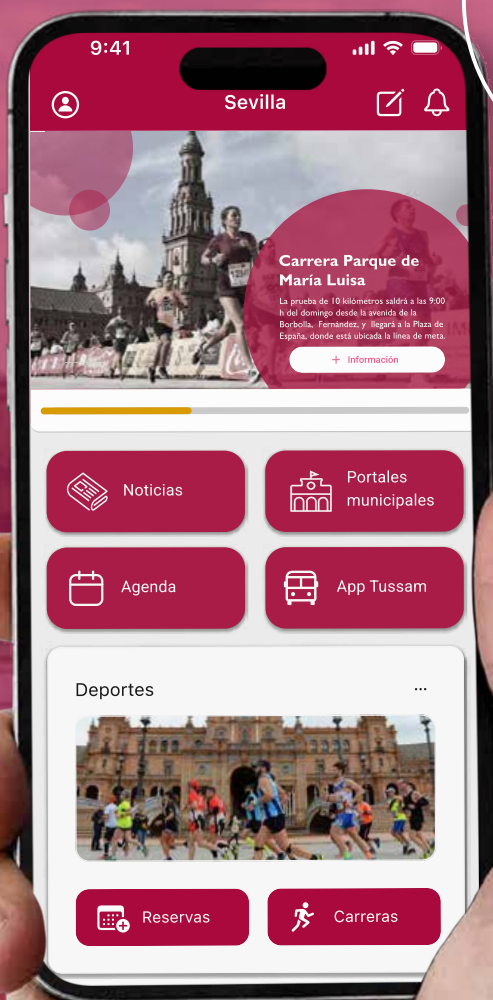 9:41
Sevilla
Carrera Parque de
María Luisa
La prueba de 10 kilómetros saldrá a las 9:00
h del domingo desde la avenida de la
Borbolla, Fernández, y llegará a la Plaza de
España, donde está ubicada la línea de meta.
+ Información
Noticias
Portales
municipales
Agenda
App Tussam
Deportes
...
Reservas
Carreras